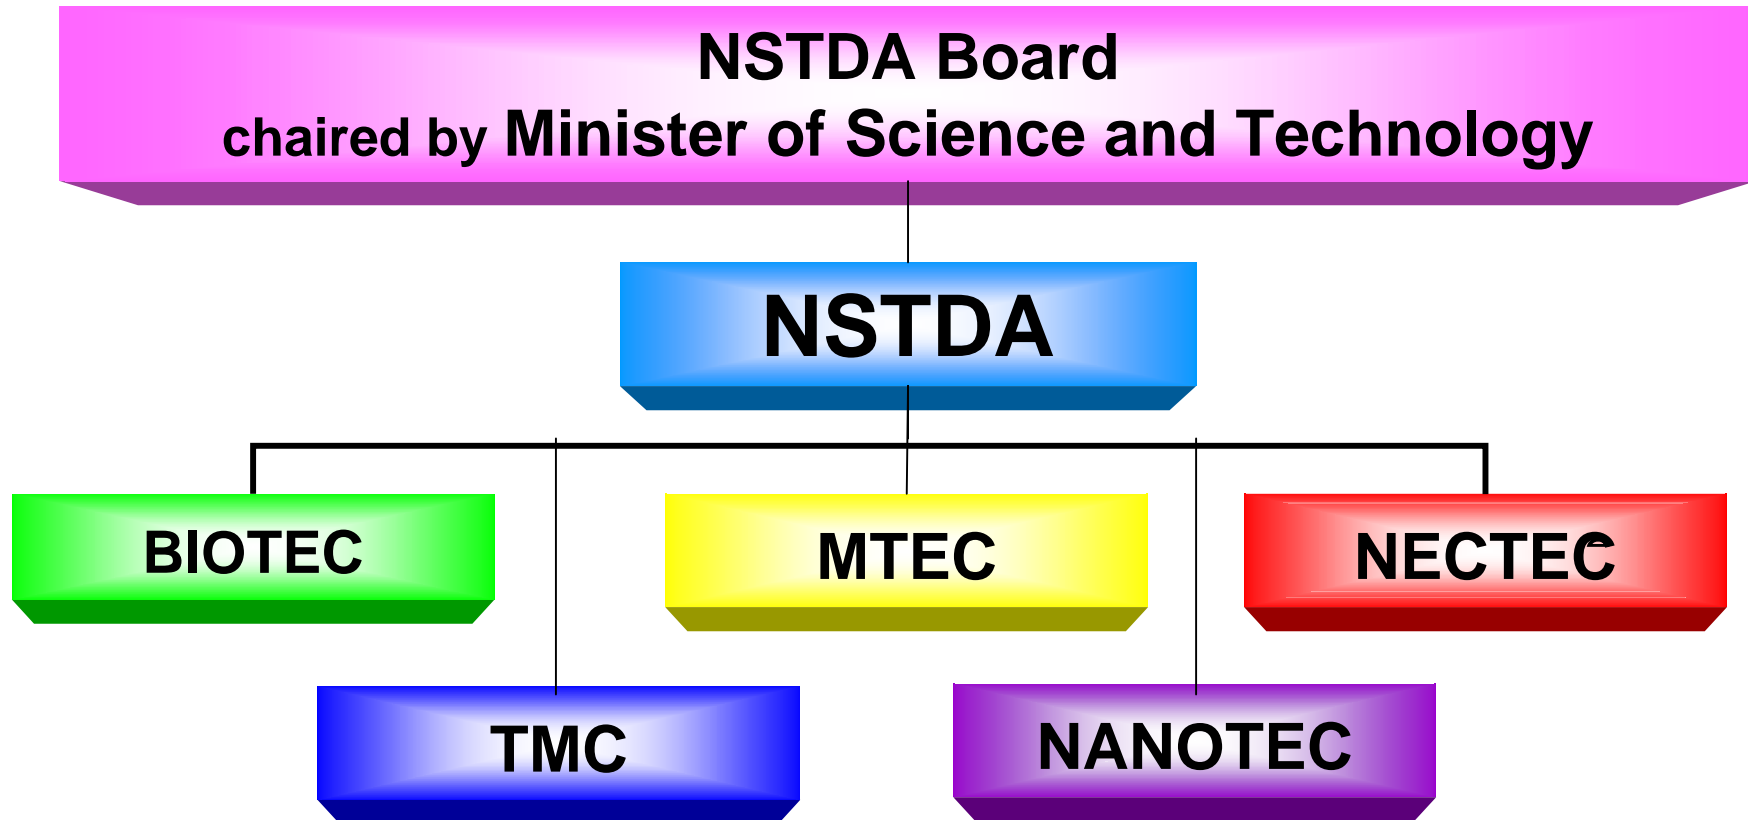 NSTDA Board
chaired by Minister of Science and Technology
NSTDA
BIOTEC
MTEC
NECTEC
TMC
NANOTEC